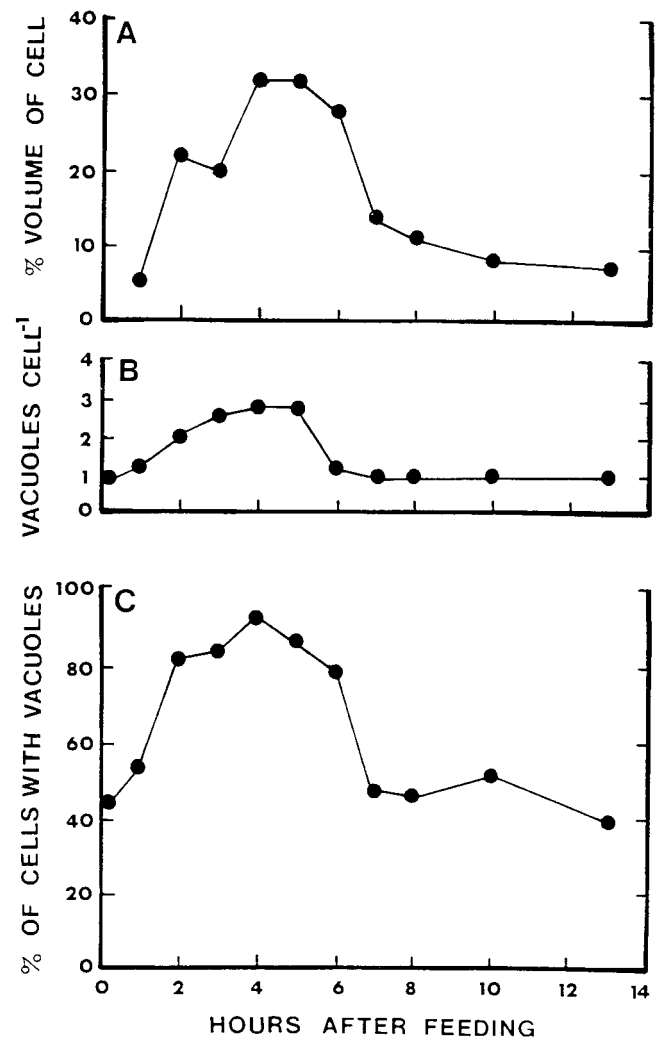 % VOLUME OF CELL
A
40
30
20
10
0
VACUOLES CELL⁻¹
B
4
3
2
1
0
% OF CELLS WITH VACUOLES
C
100
80
60
40
20
0
0 2 4 6 8 10 12 14
HOURS AFTER FEEDING